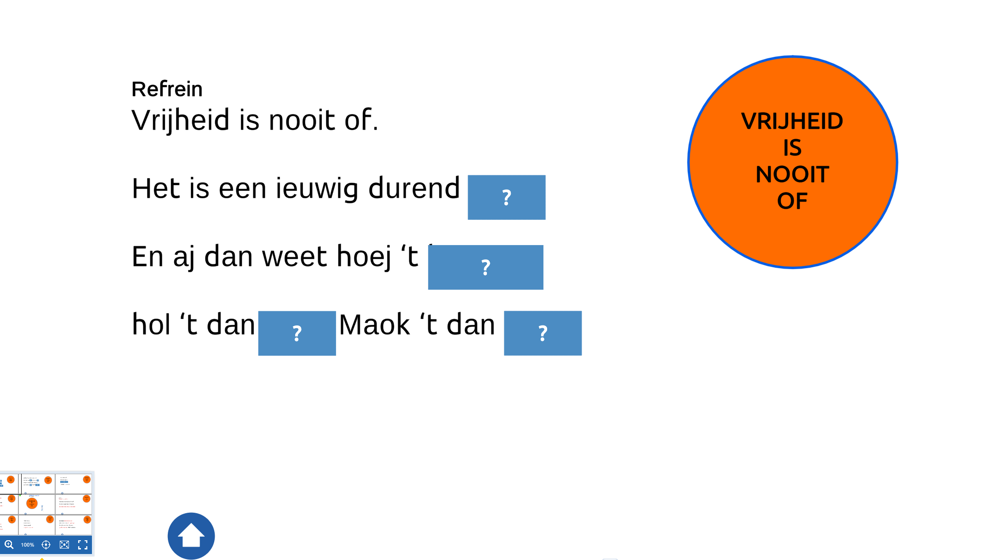 Refrein
Vrijheid is nooit of.
Het is een ieuwig durend ?
En aj dan weet hoej ‘t ?
hol ‘t dan ? Maok ‘t dan ?
VRIJHEID
IS
NOOIT
OF
100%